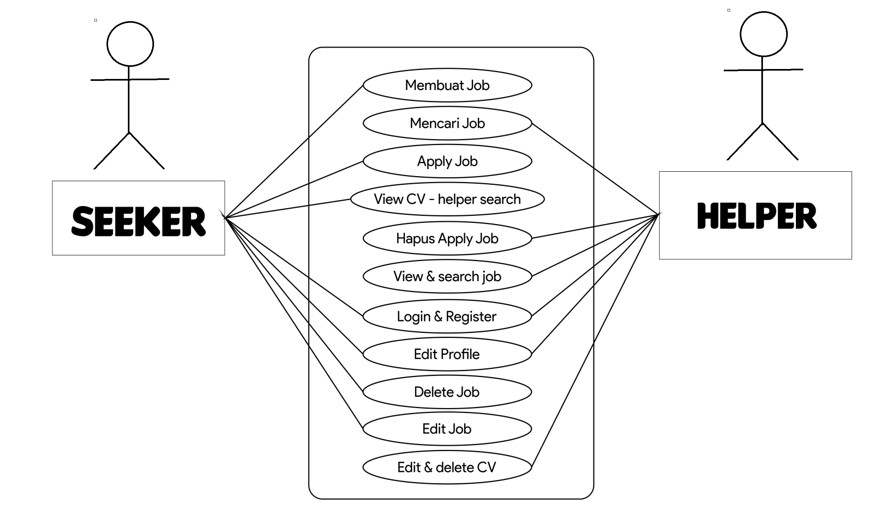 SEEKER
Membuat Job
Mencari Job
Apply Job
View CV - helper search
Hapus Apply Job
View & search job
Login & Register
Edit Profile
Delete Job
Edit Job
Edit & delete CV
HELPER